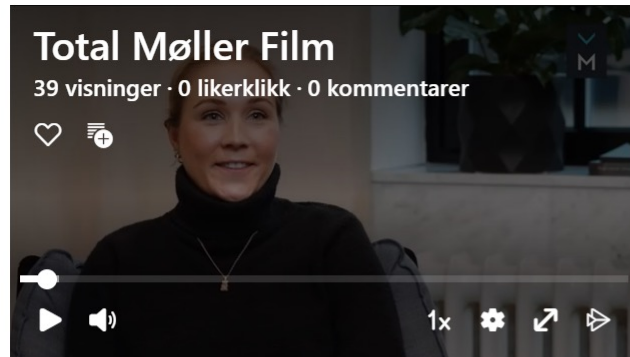 Total Møller Film
39 visninger · 0 likerklikk · 0 kommentarer
M
1x